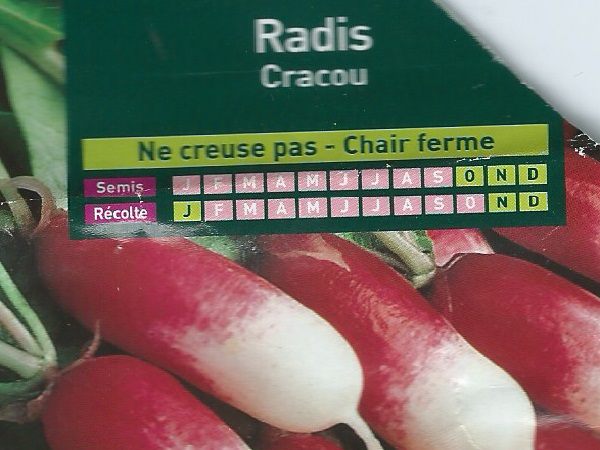 Radis
Cracou
Ne creuse pas - Chair ferme
Semis J F M A M J J A S O N D
Récolte J F M A M J J A S O N D